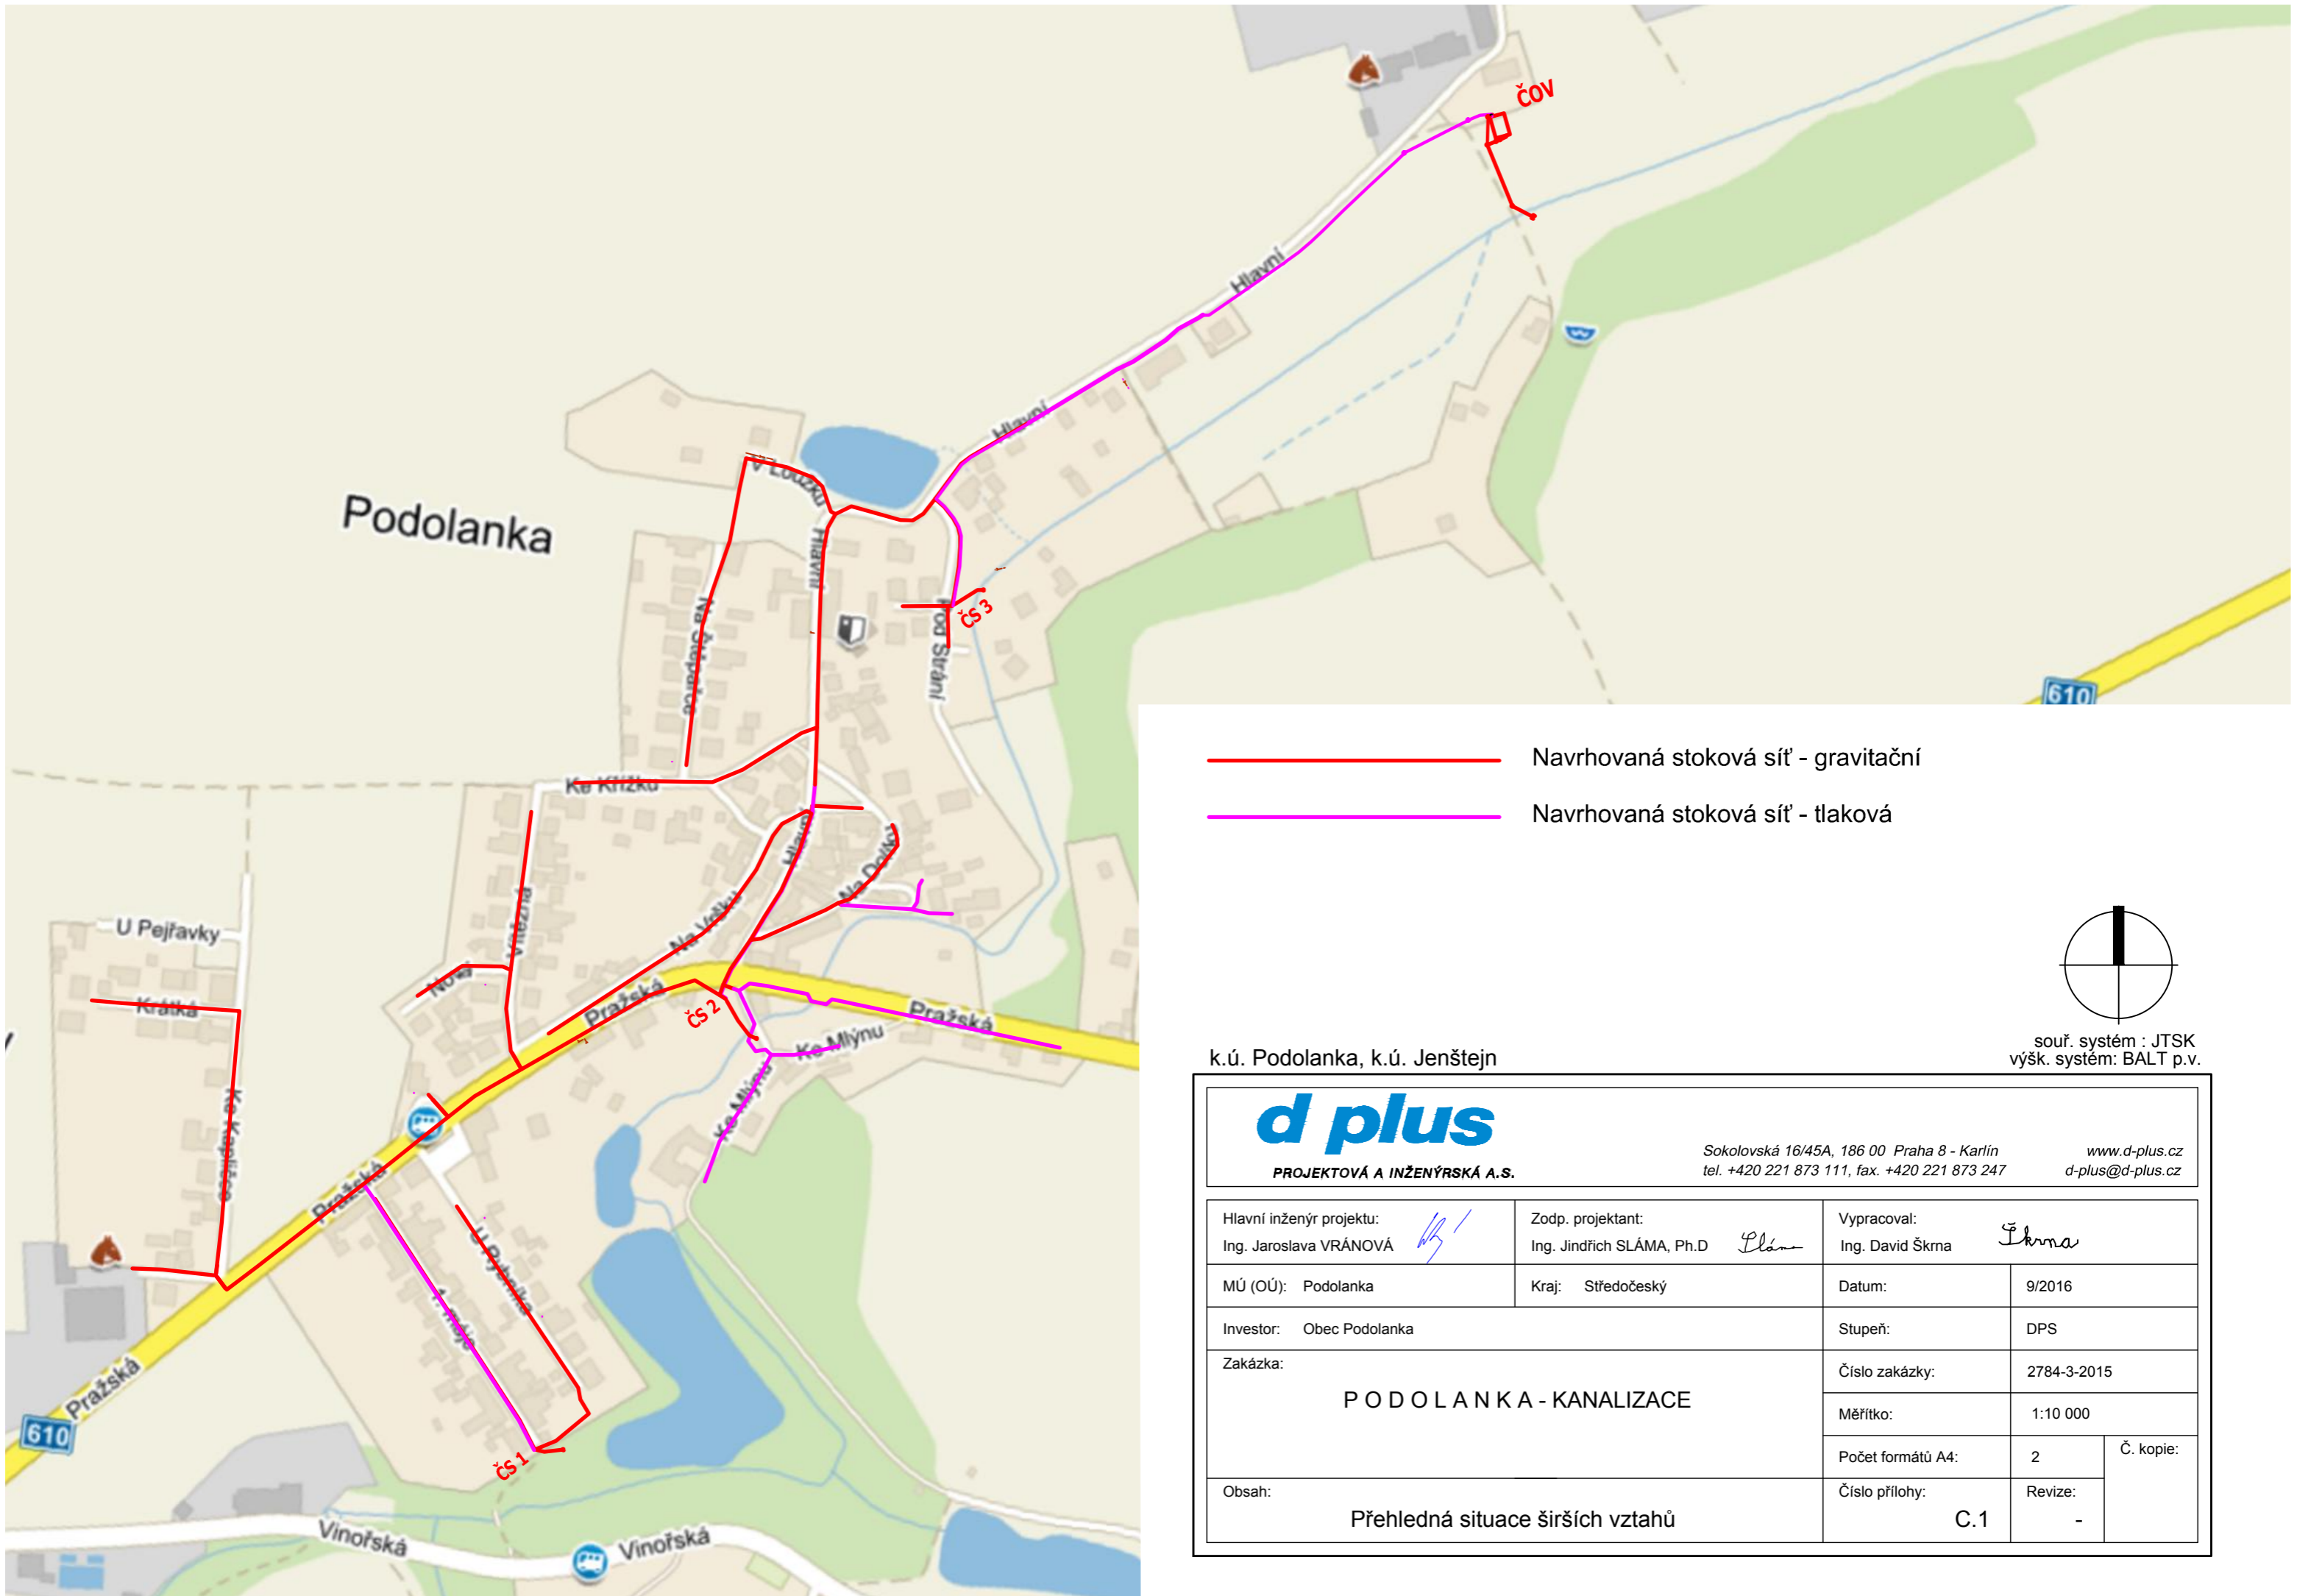 ČOV
Hlavní
Hlavní
V Loužku
Podolanka
Hlavní
Na Štěpařce
ČS 3
Pod Strání
610
Navrhovaná stoková síť - gravitační
Ke Křížku
Navrhovaná stoková síť - tlaková
Hlavní
Na Dolíku
Na Vršku
Vítězná
U Pejřavky
Nová
Krátká
Pražská
ČS 2
Pražská
Ke Mlýnu
Ke Mlýnu
Ke Kapličce
Pražská
U Rybníka
1. máje
Pražská
610
ČS 1
Vinořská
Vinořská
souř. systém : JTSK
výšk. systém: BALT p.v.
k.ú. Podolanka, k.ú. Jenštejn
d plus
PROJEKTOVÁ A INŽENÝRSKÁ A.S.
Sokolovská 16/45A, 186 00 Praha 8 - Karlín
tel. +420 221 873 111, fax. +420 221 873 247
www.d-plus.cz
d-plus@d-plus.cz
Hlavní inženýr projektu:
Ing. Jaroslava VRÁNOVÁ
Zodp. projektant:
Ing. Jindřich SLÁMA, Ph.D
Sláma
Vypracoval:
Ing. David Škrna
Škrna
MÚ (OÚ): Podolanka
Kraj: Středočeský
Datum: 9/2016
Investor: Obec Podolanka
Stupeň: DPS
Zakázka:
P O D O L A N K A - KANALIZACE
Číslo zakázky: 2784-3-2015
Měřítko: 1:10 000
Počet formátů A4: 2
Č. kopie:
Obsah:
Přehledná situace širších vztahů
Číslo přílohy:
C.1
Revize:
-